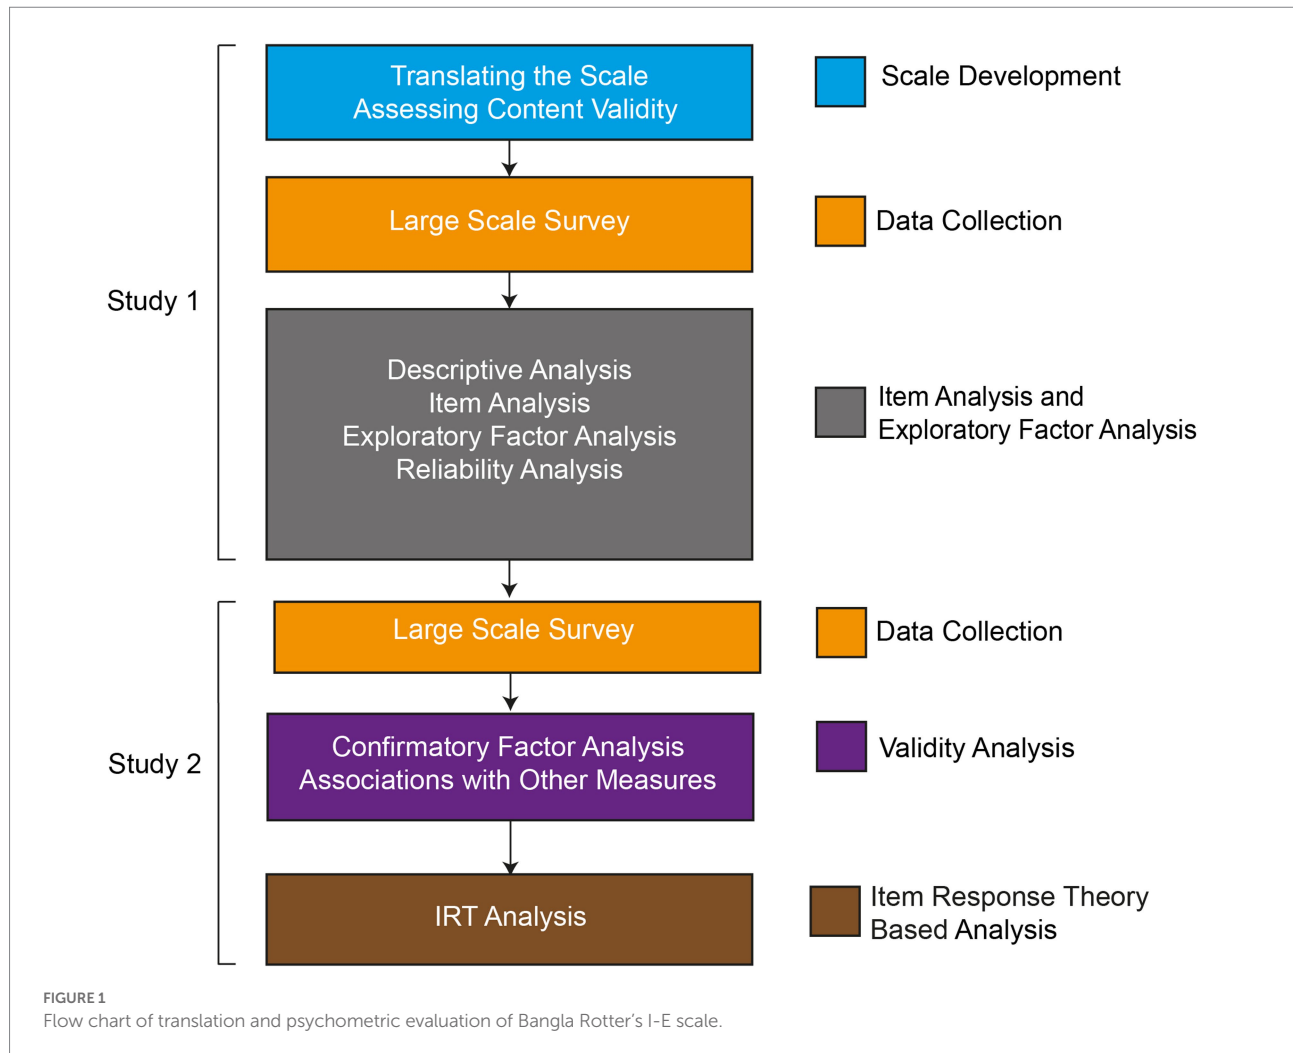 Translating the Scale
Assessing Content Validity
Scale Development
Large Scale Survey
Data Collection
Study 1
Descriptive Analysis
Item Analysis
Exploratory Factor Analysis
Reliability Analysis
Item Analysis and
Exploratory Factor Analysis
Large Scale Survey
Data Collection
Study 2
Confirmatory Factor Analysis
Associations with Other Measures
Validity Analysis
IRT Analysis
Item Response Theory
Based Analysis
FIGURE 1
Flow chart of translation and psychometric evaluation of Bangla Rotter’s I-E scale.